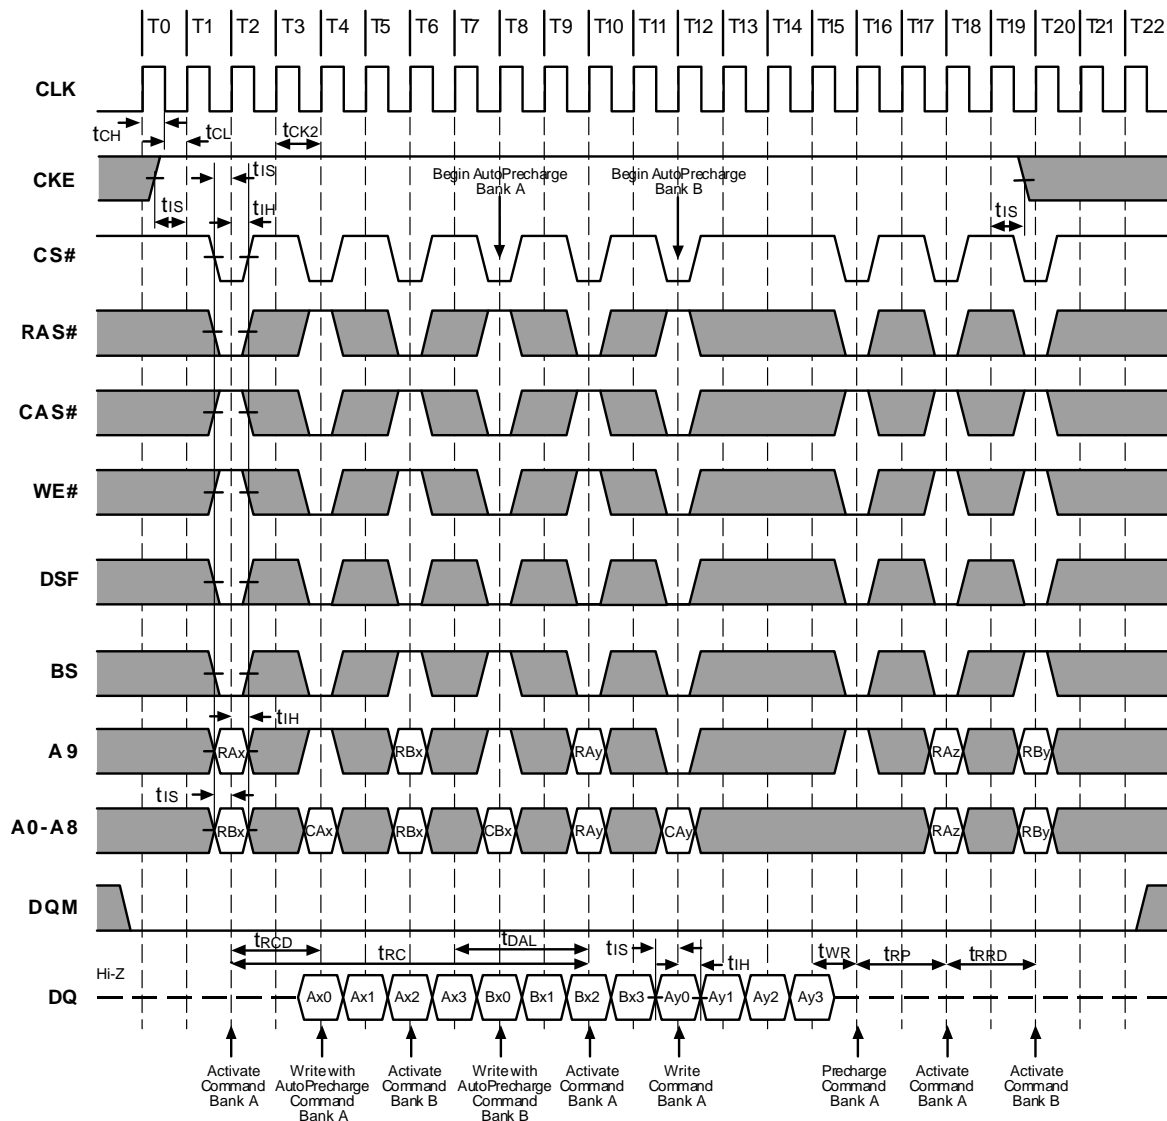 T0 T1 T2 T3 T4 T5 T6 T7 T8 T9 T10 T11 T12 T13 T14 T15 T16 T17 T18 T19 T20 T21 T22
CLK
tCH tCL tCK2
CKE
tIS
Begin AutoPrecharge
Bank A
Begin AutoPrecharge
Bank B
tIS
tIH
tIS
CS#
RAS#
CAS#
WE#
DSF
BS
tIH
A9
RAx RBx RAy RAz RBy
tIS
A0-A8
RBx CAx RBx CBx RAy CAy RAz RBy
DQM
tRCD
tRC
tDAL
tIS
tIH
tWR
tRP
tRRD
Hi-Z
DQ
Ax0 Ax1 Ax2 Ax3 Bx0 Bx1 Bx2 Bx3 Ay0 Ay1 Ay2 Ay3
Activate
Command
Bank A
Write with
AutoPrecharge
Command
Bank A
Activate
Command
Bank B
Write with
AutoPrecharge
Command
Bank B
Activate
Command
Bank A
Write
Command
Bank A
Precharge
Command
Bank A
Activate
Command
Bank A
Activate
Command
Bank B